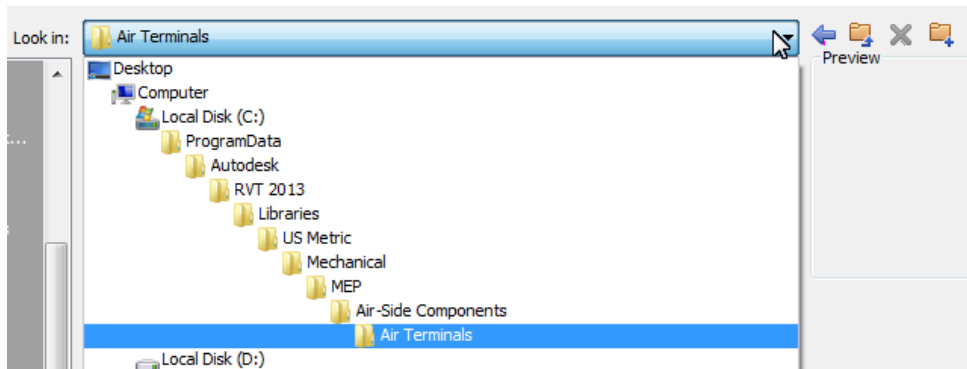 Look in: Air Terminals
Preview
Desktop
Computer
Local Disk (C:)
ProgramData
Autodesk
RVT 2013
Libraries
US Metric
Mechanical
MEP
Air-Side Components
Air Terminals
Local Disk (D:)